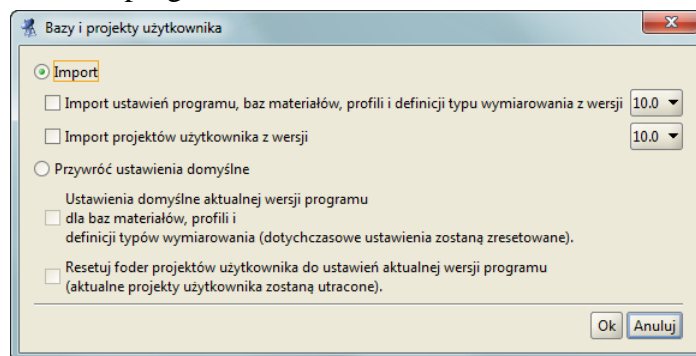 Bazy i projekty użytkownika
Import
Import ustawień programu, baz materiałów, profili i definicji typu wymiarowania z wersji 10.0
Import projektów użytkownika z wersji 10.0
Przywróć ustawienia domyślne
Ustawienia domyślne aktualnej wersji programu
dla baz materiałów, profili i
definicji typów wymiarowania (dotychczasowe ustawienia zostaną zresetowane).
Resetuj foder projektów użytkownika do ustawień aktualnej wersji programu
(aktualne projekty użytkownika zostaną utracone).
Ok Anuluj